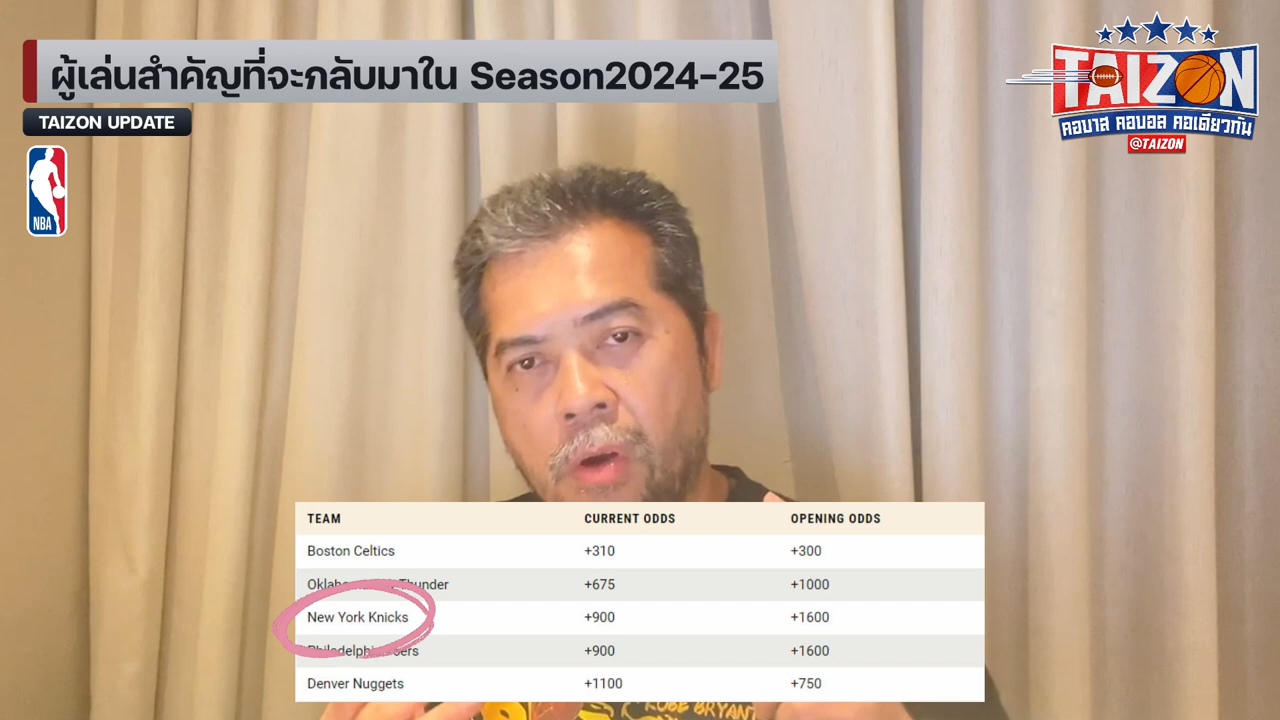 ผู้เล่นสำคัญที่จะกลับมาใน Season2024-25
TAIZON UPDATE
NBA
TAIZON
คอบาส คอบอล คอเดียวกัน
@TAIZON
TEAM CURRENT ODDS OPENING ODDS
Boston Celtics +310 +300
Thunder +675 +1000
New York Knicks +900 +1600
+900 +1600
Denver Nuggets +1100 +750
KOBE BRYANT